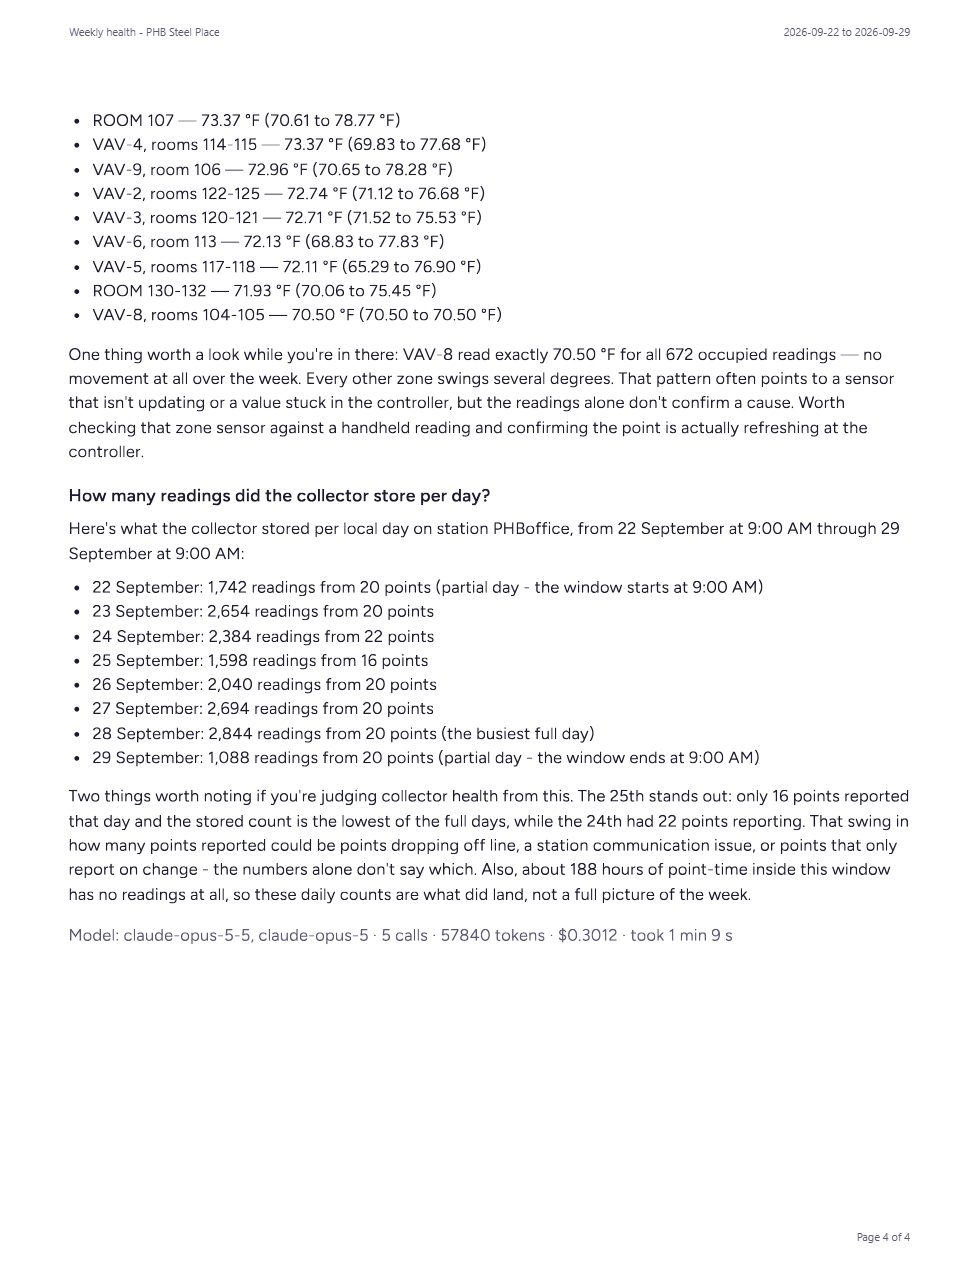 Weekly health - PHB Steel Place
2026-09-22 to 2026-09-29
• ROOM 107 — 73.37 °F (70.61 to 78.77 °F)
• VAV-4, rooms 114-115 — 73.37 °F (69.83 to 77.68 °F)
• VAV-9, room 106 — 72.96 °F (70.65 to 78.28 °F)
• VAV-2, rooms 122-125 — 72.74 °F (71.12 to 76.68 °F)
• VAV-3, rooms 120-121 — 72.71 °F (71.52 to 75.53 °F)
• VAV-6, room 113 — 72.13 °F (68.83 to 77.83 °F)
• VAV-5, rooms 117-118 — 72.11 °F (65.29 to 76.90 °F)
• ROOM 130-132 — 71.93 °F (70.06 to 75.45 °F)
• VAV-8, rooms 104-105 — 70.50 °F (70.50 to 70.50 °F)
One thing worth a look while you're in there: VAV-8 read exactly 70.50 °F for all 672 occupied readings — no
movement at all over the week. Every other zone swings several degrees. That pattern often points to a sensor
that isn't updating or a value stuck in the controller, but the readings alone don't confirm a cause. Worth
checking that zone sensor against a handheld reading and confirming the point is actually refreshing at the
controller.
How many readings did the collector store per day?
Here's what the collector stored per local day on station PHBoffice, from 22 September at 9:00 AM through 29
September at 9:00 AM:
• 22 September: 1,742 readings from 20 points (partial day - the window starts at 9:00 AM)
• 23 September: 2,654 readings from 20 points
• 24 September: 2,384 readings from 22 points
• 25 September: 1,598 readings from 16 points
• 26 September: 2,040 readings from 20 points
• 27 September: 2,694 readings from 20 points
• 28 September: 2,844 readings from 20 points (the busiest full day)
• 29 September: 1,088 readings from 20 points (partial day - the window ends at 9:00 AM)
Two things worth noting if you're judging collector health from this. The 25th stands out: only 16 points reported
that day and the stored count is the lowest of the full days, while the 24th had 22 points reporting. That swing in
how many points reported could be points dropping off line, a station communication issue, or points that only
report on change - the numbers alone don't say which. Also, about 188 hours of point-time inside this window
has no readings at all, so these daily counts are what did land, not a full picture of the week.
Model: claude-opus-5-5, claude-opus-5 · 5 calls · 57840 tokens · $0.3012 · took 1 min 9 s
Page 4 of 4